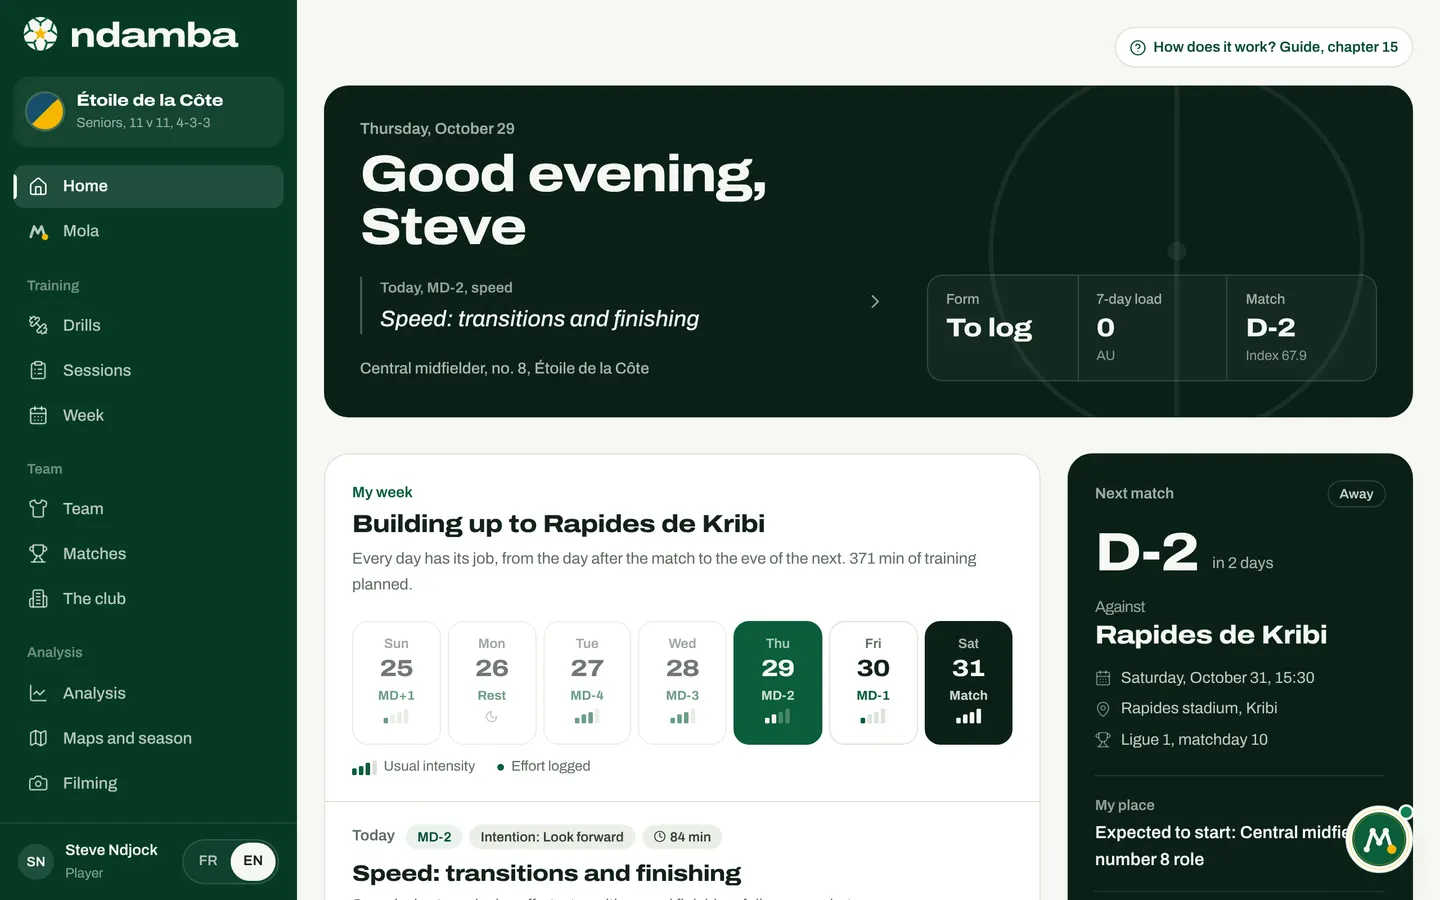 ndamba
Étoile de la Côte
Seniors, 11 v 11, 4-3-3
Home
Mola
Training
Drills
Sessions
Week
Team
Team
Matches
The club
Analysis
Analysis
Maps and season
Filming
SN
Steve Ndjock
Player
FR
EN
How does it work? Guide, chapter 15
Thursday, October 29
Good evening,
Steve
Today, MD-2, speed
Speed: transitions and finishing
Central midfielder, no. 8, Étoile de la Côte
Form
To log
7-day load
0
AU
Match
D-2
Index 67.9
My week
Building up to Rapides de Kribi
Every day has its job, from the day after the match to the eve of the next. 371 min of training
planned.
Sun
25
MD+1
Mon
26
Rest
Tue
27
MD-4
Wed
28
MD-3
Thu
29
MD-2
Fri
30
MD-1
Sat
31
Match
Usual intensity
Effort logged
Today
MD-2
Intention: Look forward
84 min
Speed: transitions and finishing
Next match
Away
D-2
in 2 days
Against
Rapides de Kribi
Saturday, October 31, 15:30
Rapides stadium, Kribi
Ligue 1, matchday 10
My place
Expected to start: Central
number 8 role